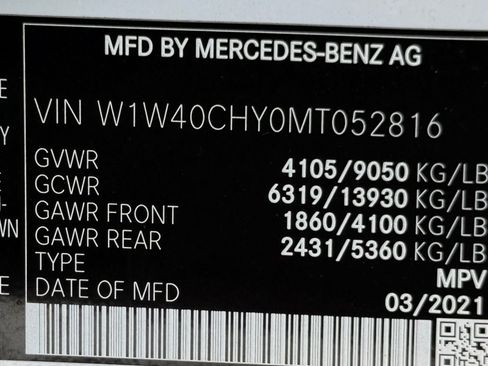 MFD BY MERCEDES-BENZ AG
VIN W1W40CHY0MT052816
GVWR 4105/9050 KG/LB
GCWR 6319/13930 KG/LB
GAWR FRONT 1860/4100 KG/LB
GAWR REAR 2431/5360 KG/LB
TYPE MPV
DATE OF MFD 03/2021